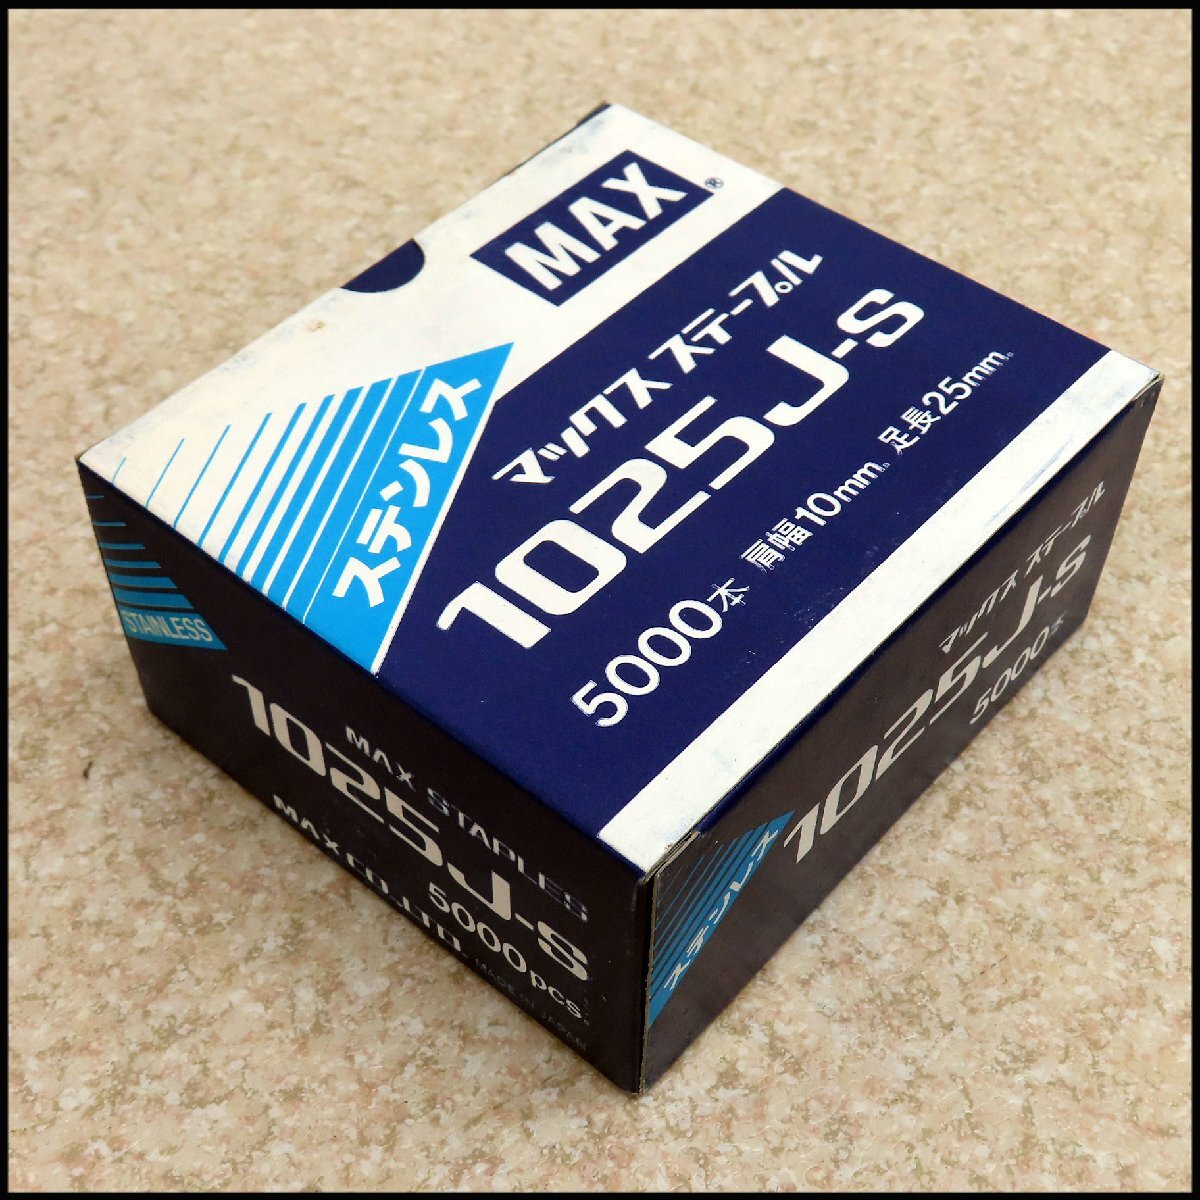 MAX®
マックス ステープル
1025J-S
5000本 肩幅10mm 足長25mm
ステンレス
STAINLESS
MAX STAPLES
1025J-S
5000pcs.
MAX CO., LTD.
MADE IN JAPAN
マックス ステープル
1025J-S
5000本
ステンレス